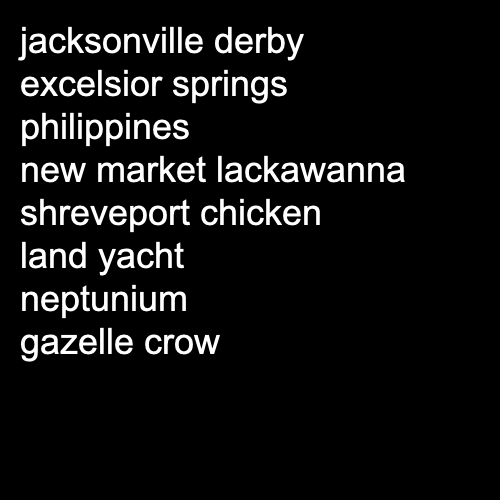 jacksonville derby
excelsior springs
philippines
new market lackawanna
shreveport chicken
land yacht
neptunium
gazelle crow